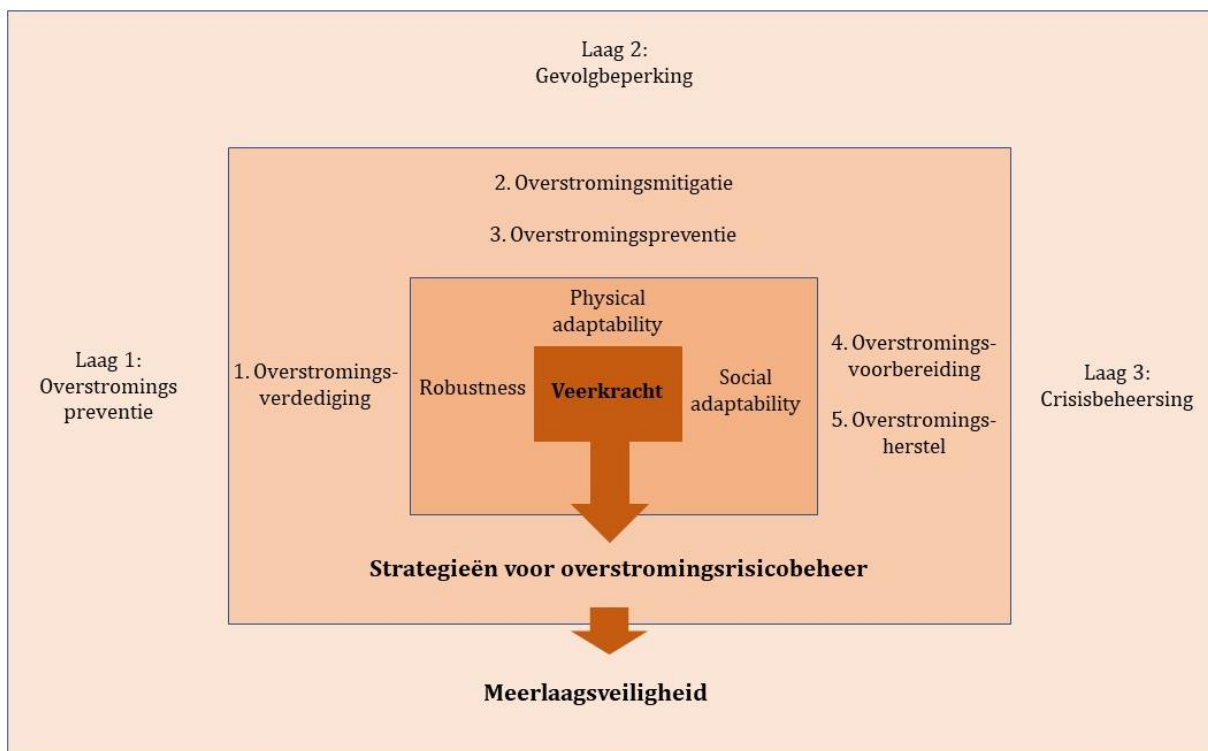 Laag 2:
Gevolgbeperking
2. Overstromingsmitigatie
3. Overstromingspreventie
Physical
adaptability
Laag 1:
Overstromings
preventie
1. Overstromings-
verdediging
Robustness
Veerkracht
Social
adaptability
4. Overstromings-
voorbereiding
5. Overstromings-
herstel
Laag 3:
Crisisbeheersing
Strategieën voor overstromingsrisicobeheer
Meerlaagsveiligheid